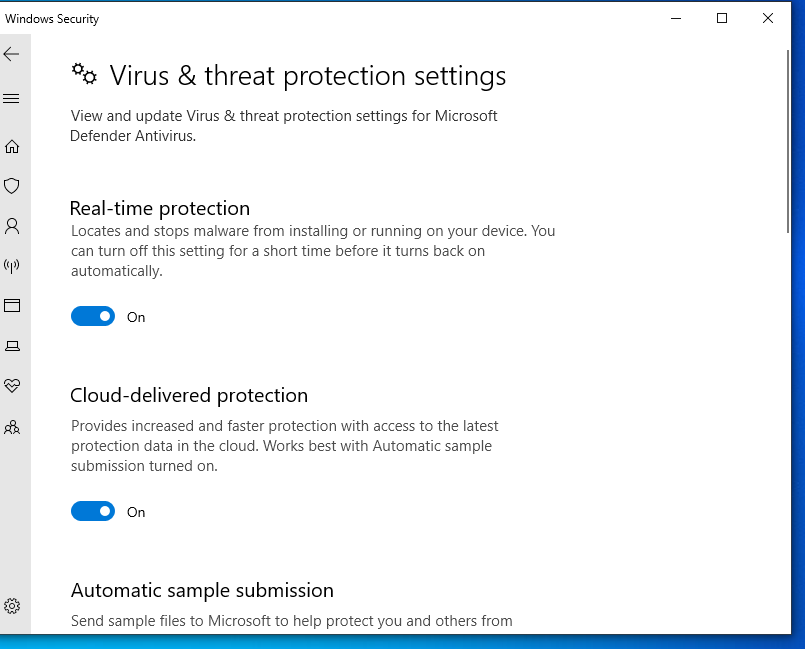 Windows Security
Virus & threat protection settings
View and update Virus & threat protection settings for Microsoft
Defender Antivirus.
Real-time protection
Locates and stops malware from installing or running on your device. You
can turn off this setting for a short time before it turns back on
automatically.
On
Cloud-delivered protection
Provides increased and faster protection with access to the latest
protection data in the cloud. Works best with Automatic sample
submission turned on.
On
Automatic sample submission
Send sample files to Microsoft to help protect you and others from